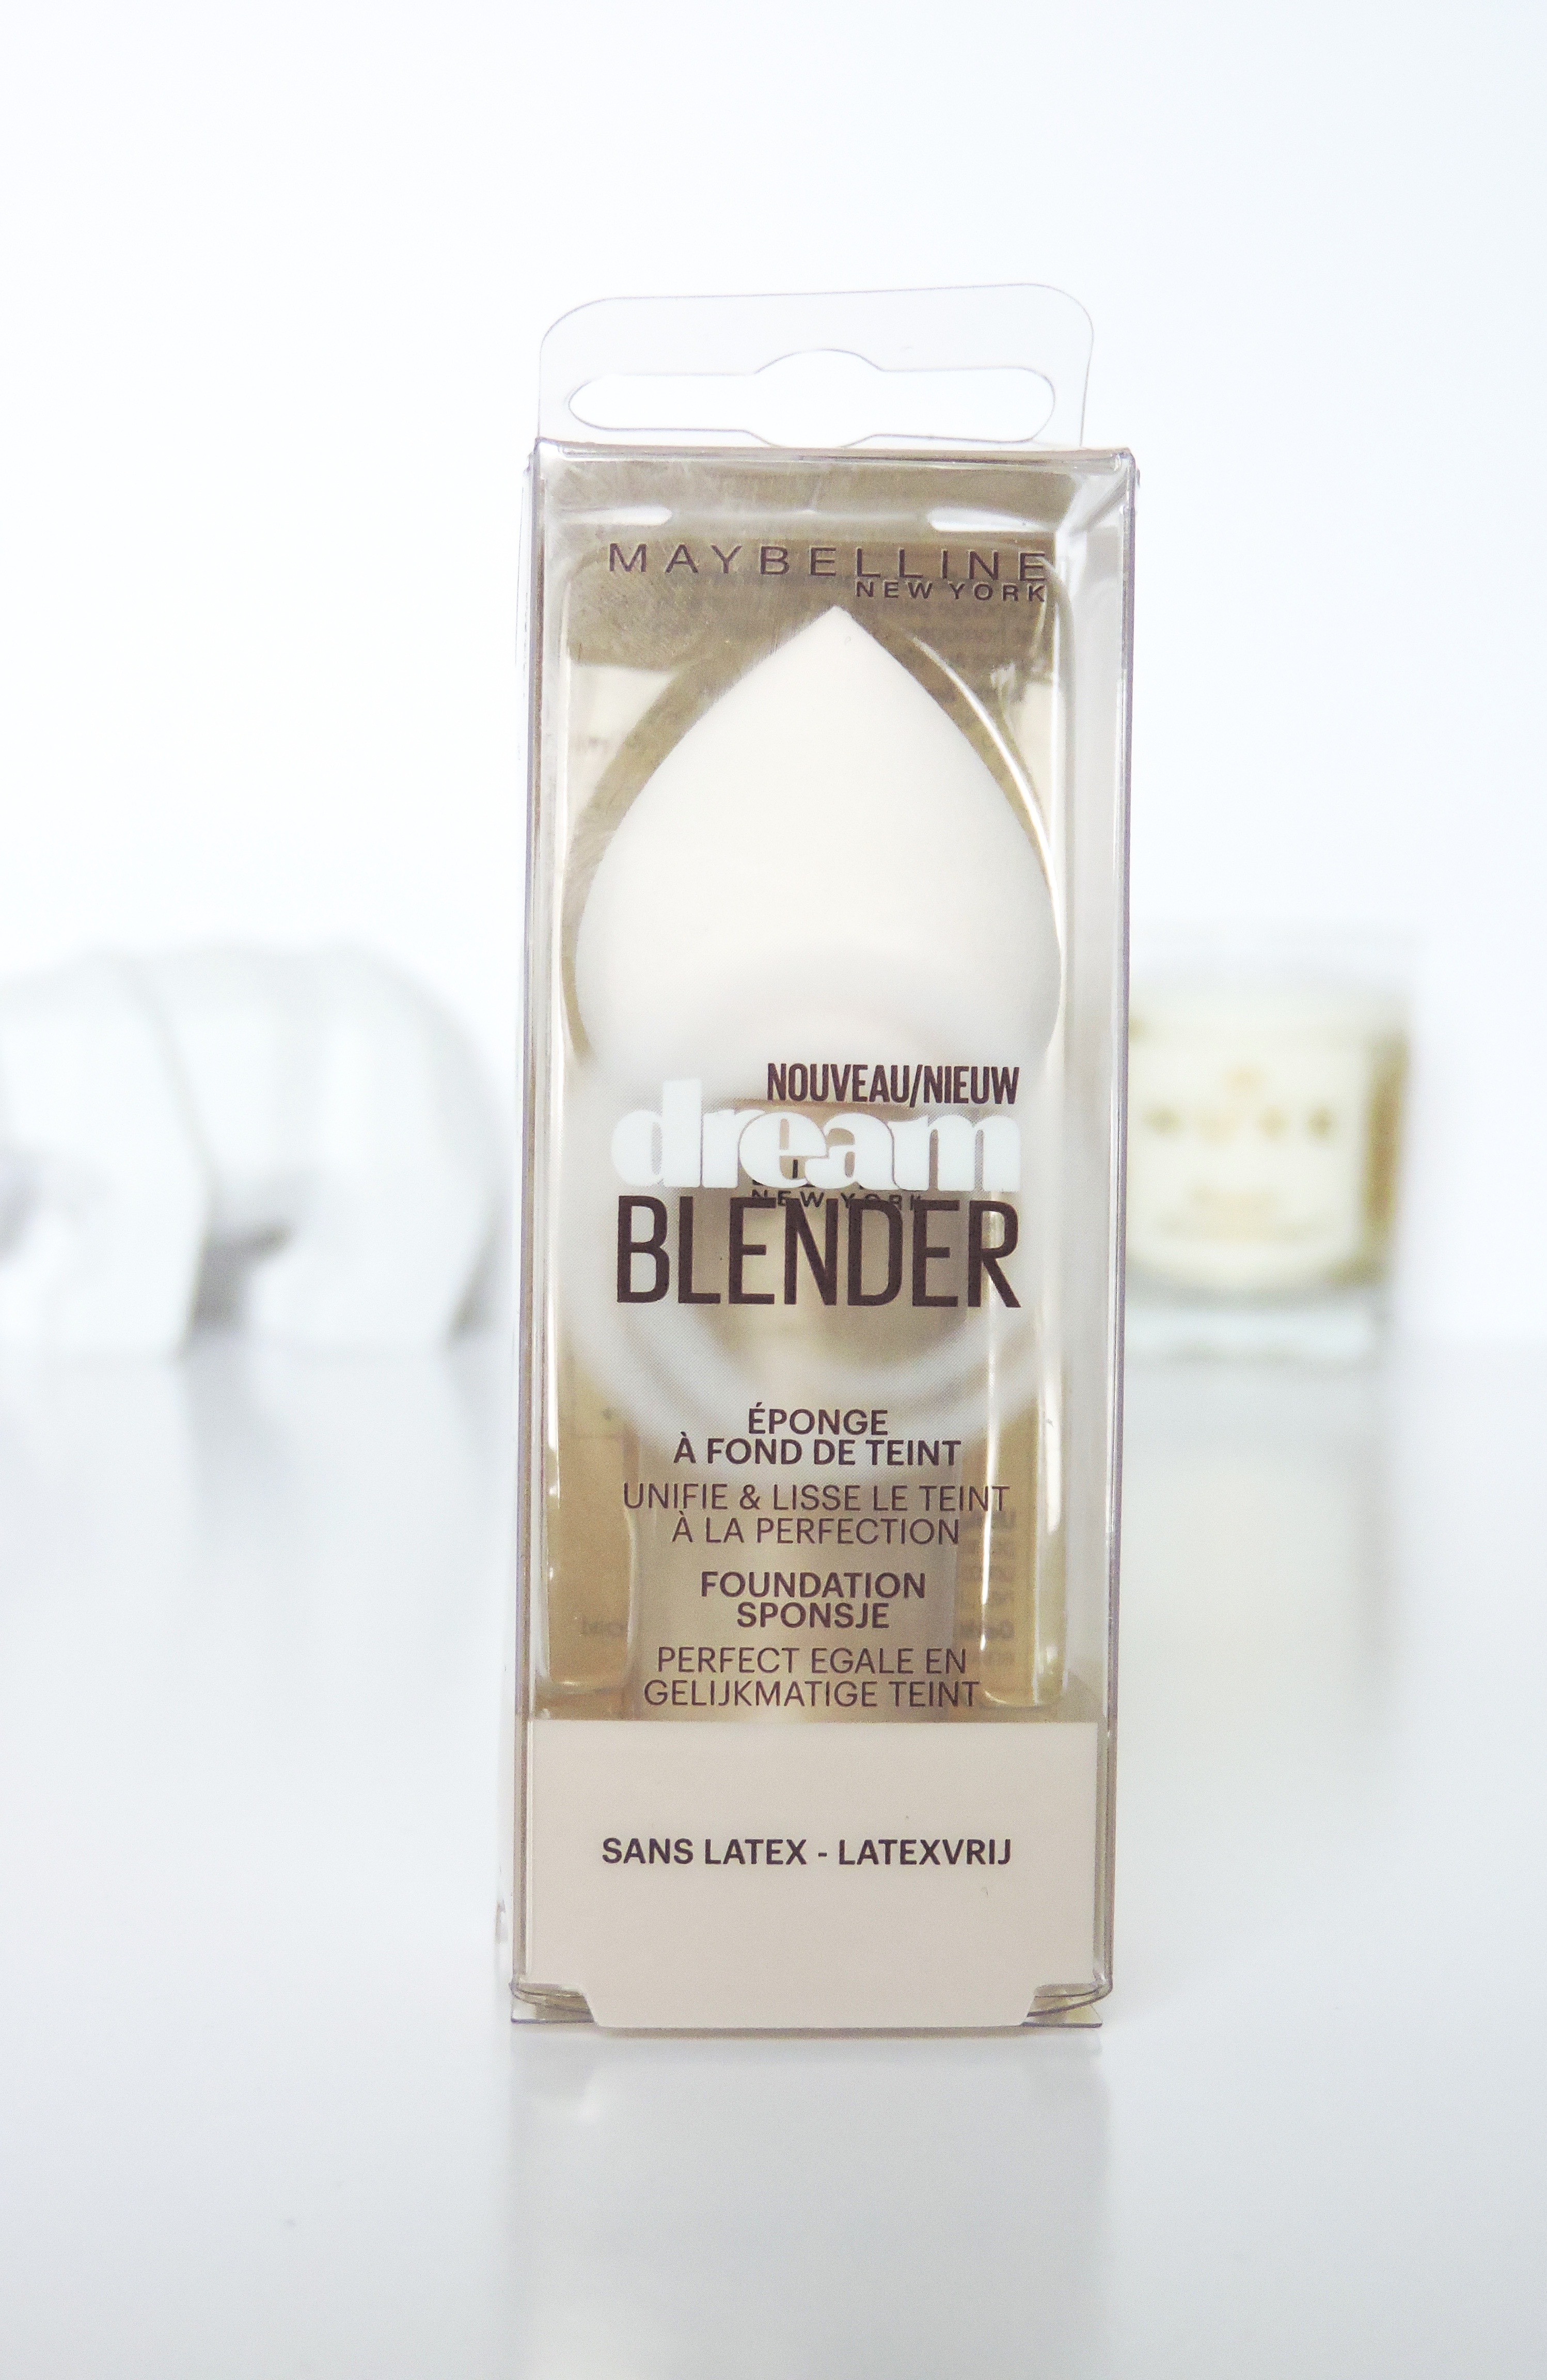 MAYBELLINE
NEW YORK
NOUVEAU/NIEUW
dream
NEW YORK
BLENDER
ÉPONGE
À FOND DE TEINT
UNIFIE & LISSE LE TEINT
À LA PERFECTION
FOUNDATION
SPONSJE
PERFECT EGALE EN
GELIJKMATIGE TEINT
SANS LATEX - LATEXVRIJ